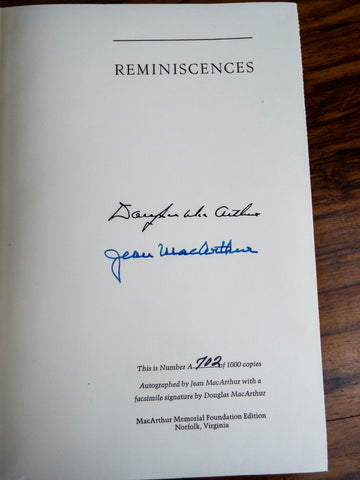 REMINISCENCES
Douglas MacArthur
Jean MacArthur
This is Number A..702 of 1000 copies
Autographed by Jean MacArthur with a
facsimile signature by Douglas MacArthur
MacArthur Memorial Foundation Edition
Norfolk, Virginia